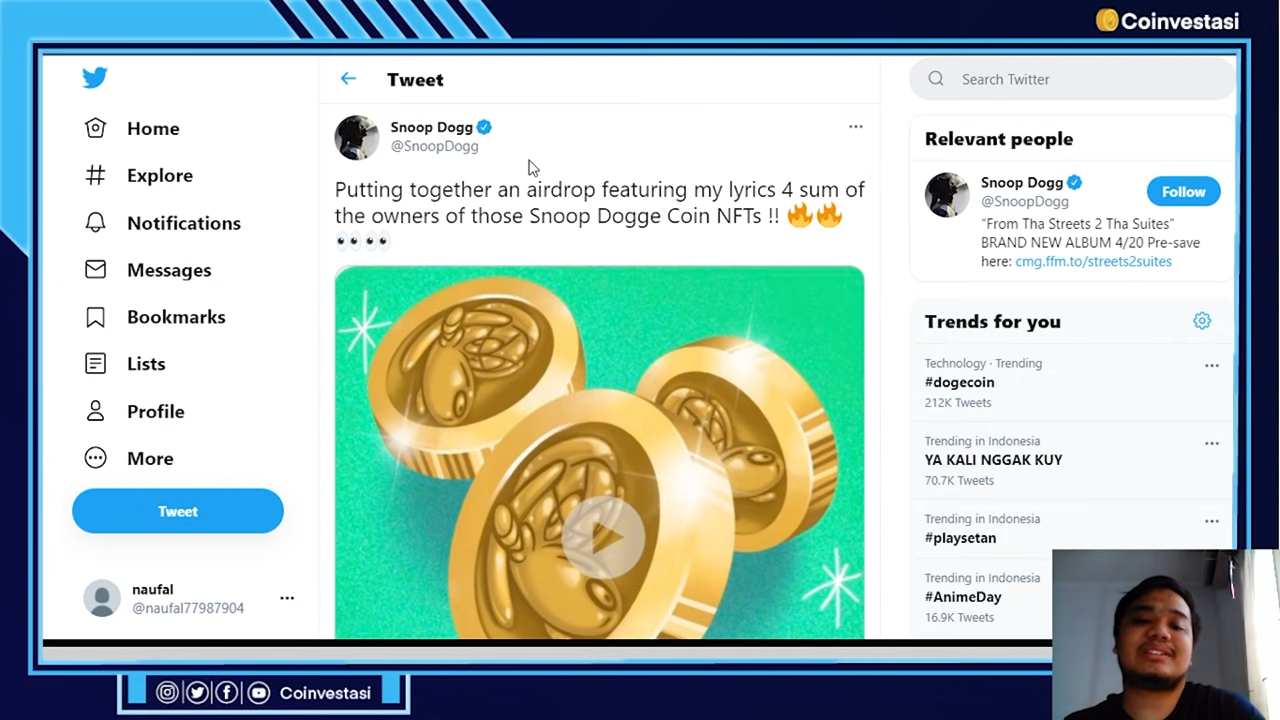 Coinvestasi
Home
Explore
Notifications
Messages
Bookmarks
Lists
Profile
More
Tweet
naufal
@naufal77987904
Tweet
Snoop Dogg
@SnoopDogg
Putting together an airdrop featuring my lyrics 4 sum of
the owners of those Snoop Dogge Coin NFTs !! 🔥🔥
👀👀
Search Twitter
Relevant people
Snoop Dogg
@SnoopDogg
Follow
“From Tha Streets 2 Tha Suites”
BRAND NEW ALBUM 4/20 Pre-save
here: cmg.ffm.to/streets2suites
Trends for you
Technology · Trending
#dogecoin
212K Tweets
Trending in Indonesia
YA KALI NGGAK KUY
70.7K Tweets
Trending in Indonesia
#playsetan
Trending in Indonesia
#AnimeDay
16.9K Tweets
Coinvestasi